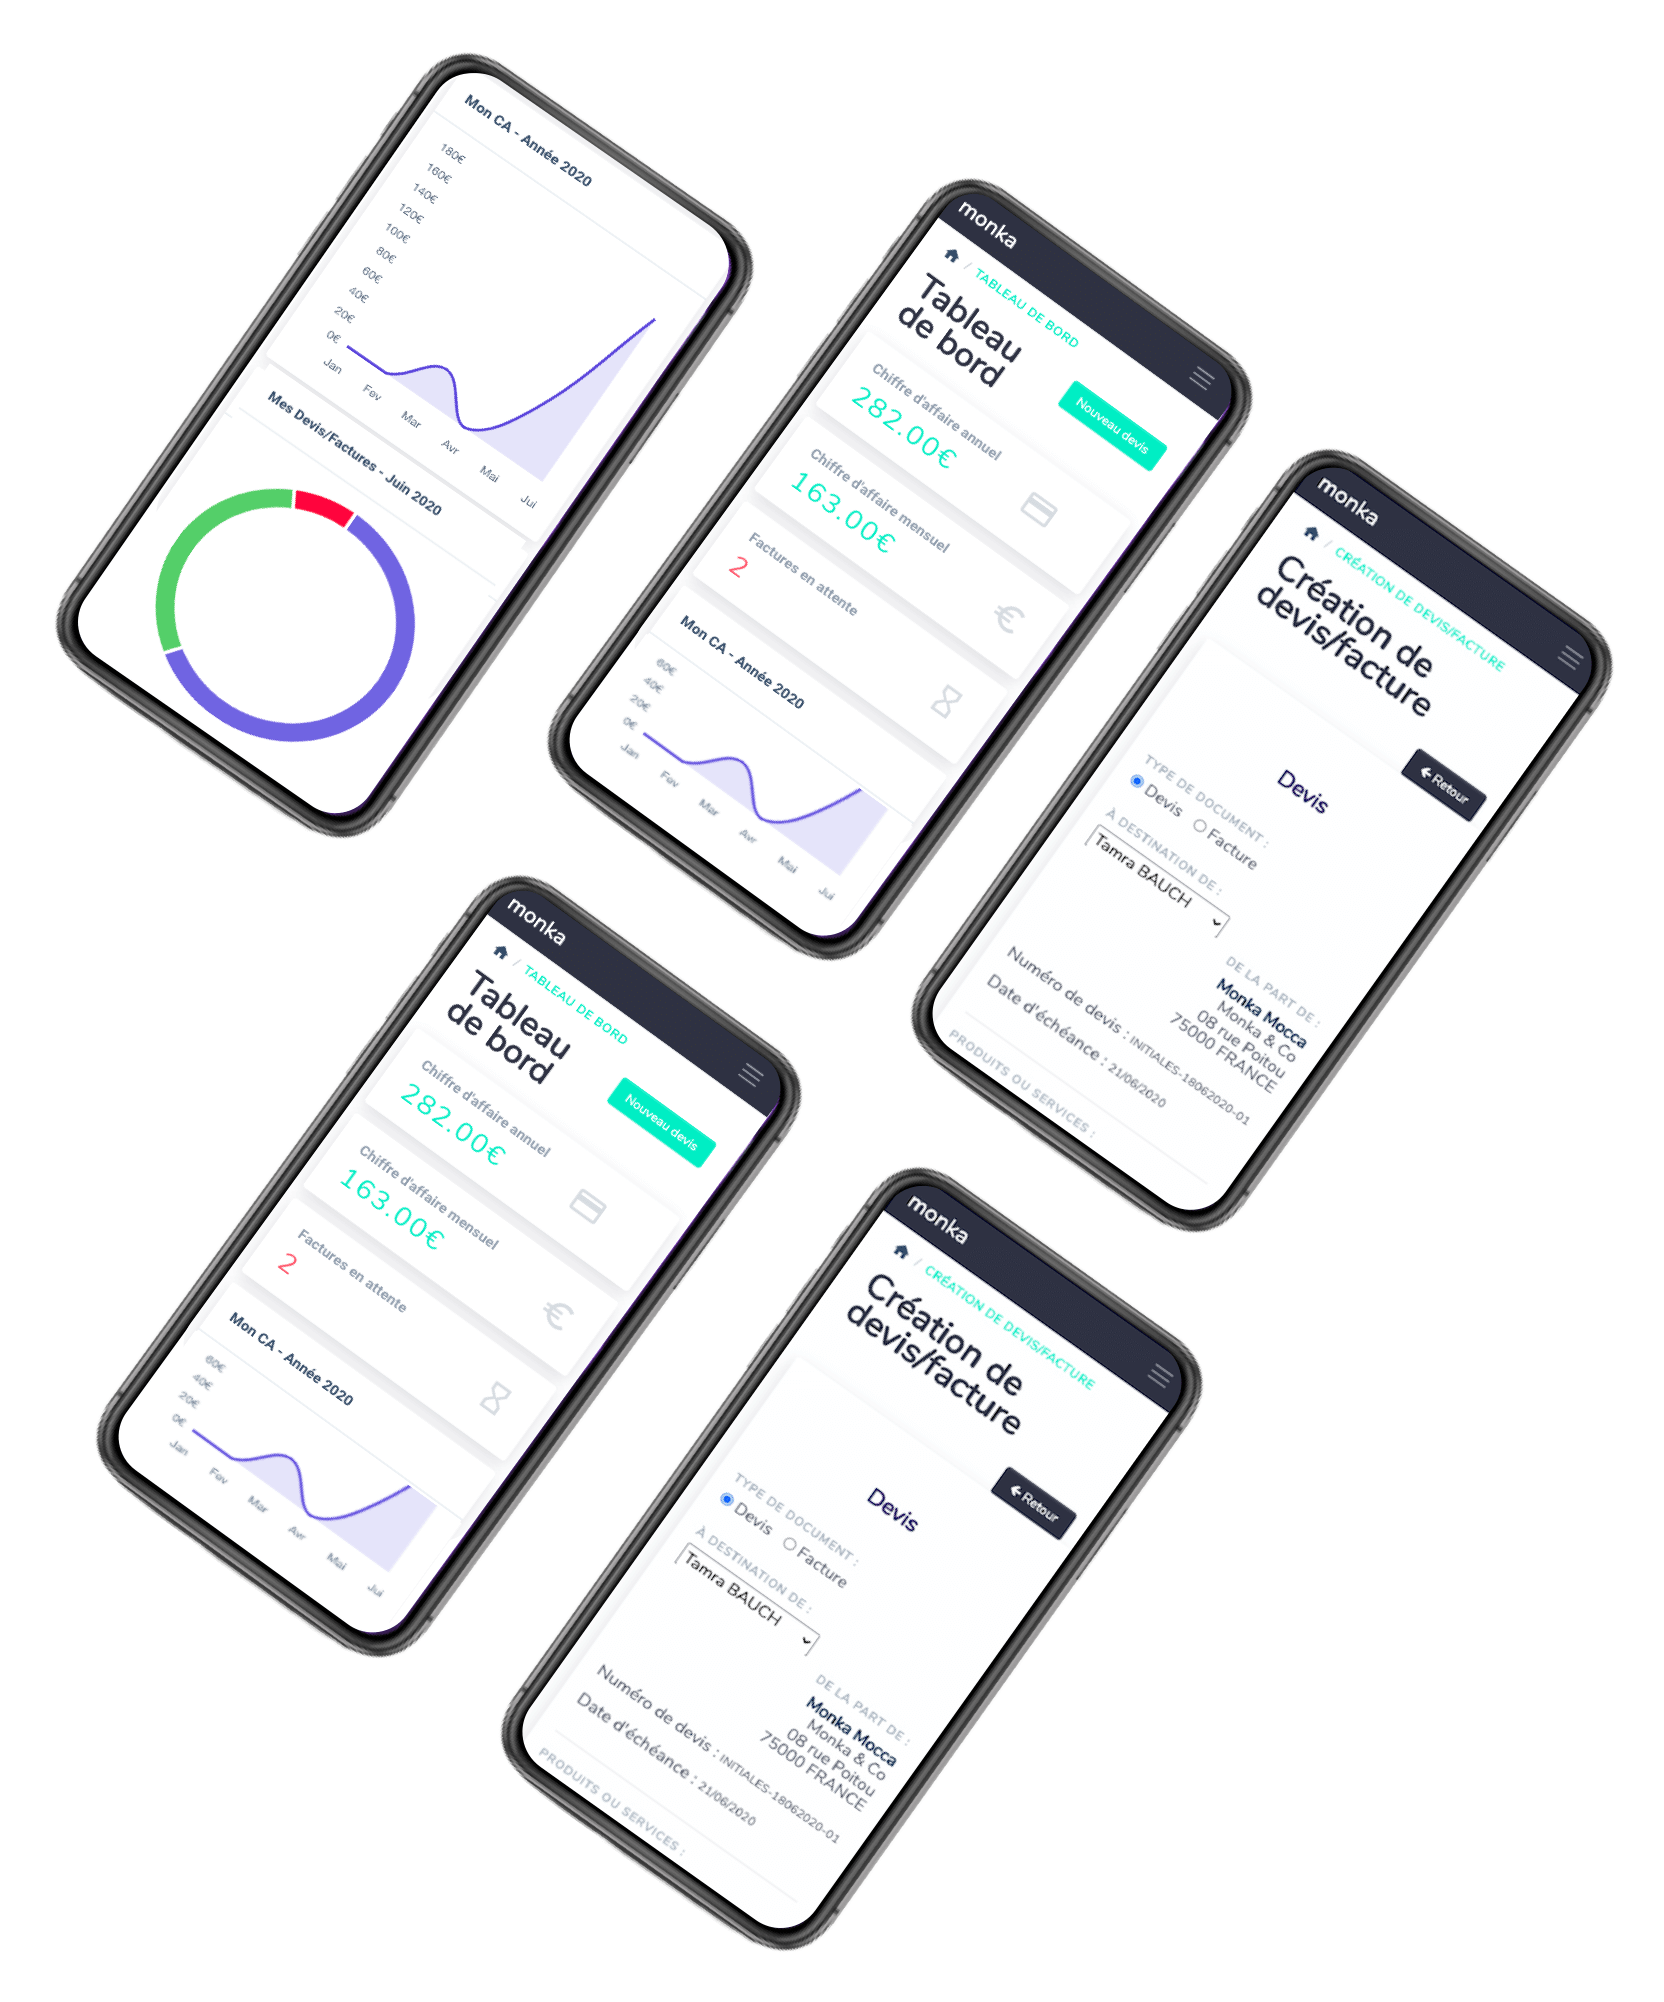 Mon CA - Année 2020
180€
160€
140€
120€
100€
80€
60€
40€
20€
0€
Jan
Fev
Mar
Avr
Mai
Jui
Mes Devis/Factures - Juin 2020
monka
/ TABLEAU DE BORD
Tableau
de bord
Nouveau devis
Chiffre d'affaire annuel
282.00€
Chiffre d'affaire mensuel
163.00€
Factures en attente
2
Mon CA - Année 2020
60€
40€
20€
0€
Jan
Fev
Mar
Avr
Mai
Jui
monka
/ CRÉATION DE DEVIS/FACTURE
Création de
devis/facture
Retour
Devis
TYPE DE DOCUMENT :
Devis Facture
À DESTINATION DE :
Tamra BAUCH
DE LA PART DE :
Monka Mocca
Monka & Co
08 rue Poitou
75000 FRANCE
Numéro de devis : INITIALES-18062020-01
Date d'échéance : 21/06/2020
PRODUITS OU SERVICES :
monka
/ TABLEAU DE BORD
Tableau
de bord
Nouveau devis
Chiffre d'affaire annuel
282.00€
Chiffre d'affaire mensuel
163.00€
Factures en attente
2
Mon CA - Année 2020
60€
40€
20€
0€
Jan
Fev
Mar
Avr
Mai
Jui
monka
/ CRÉATION DE DEVIS/FACTURE
Création de
devis/facture
Retour
Devis
TYPE DE DOCUMENT :
Devis Facture
À DESTINATION DE :
Tamra BAUCH
DE LA PART DE :
Monka Mocca
Monka & Co
08 rue Poitou
75000 FRANCE
Numéro de devis : INITIALES-18062020-01
Date d'échéance : 21/06/2020
PRODUITS OU SERVICES :